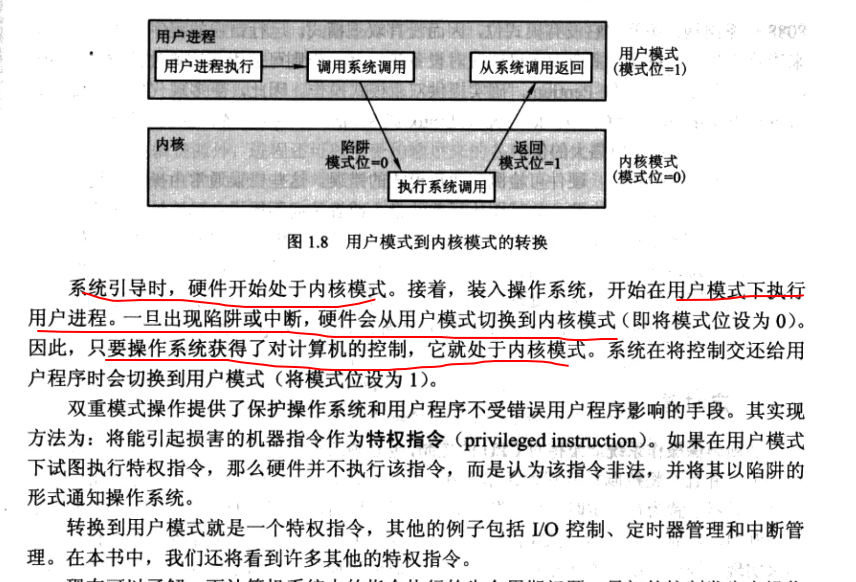 用户进程
用户进程执行
调用系统调用
从系统调用返回
用户模式
(模式位=1)
内核
陷阱
模式位=0
返回
模式位=1
执行系统调用
内核模式
(模式位=0)
图 1.8 用户模式到内核模式的转换
系统引导时，硬件开始处于内核模式。接着，装入操作系统，开始在用户模式下执行
用户进程。一旦出现陷阱或中断，硬件会从用户模式切换到内核模式（即将模式位设为 0）。
因此，只要操作系统获得了对计算机的控制，它就处于内核模式。系统在将控制交还给用
户程序时会切换到用户模式（将模式位设为 1）。
双重模式操作提供了保护操作系统和用户程序不受错误用户程序影响的手段。其实现
方法为：将能引起损害的机器指令作为特权指令（privileged instruction）。如果在用户模式
下试图执行特权指令，那么硬件并不执行该指令，而是认为该指令非法，并将其以陷阱的
形式通知操作系统。
转换到用户模式就是一个特权指令，其他的例子包括 I/O 控制、定时器管理和中断管
理。在本书中，我们还将看到许多其他的特权指令。